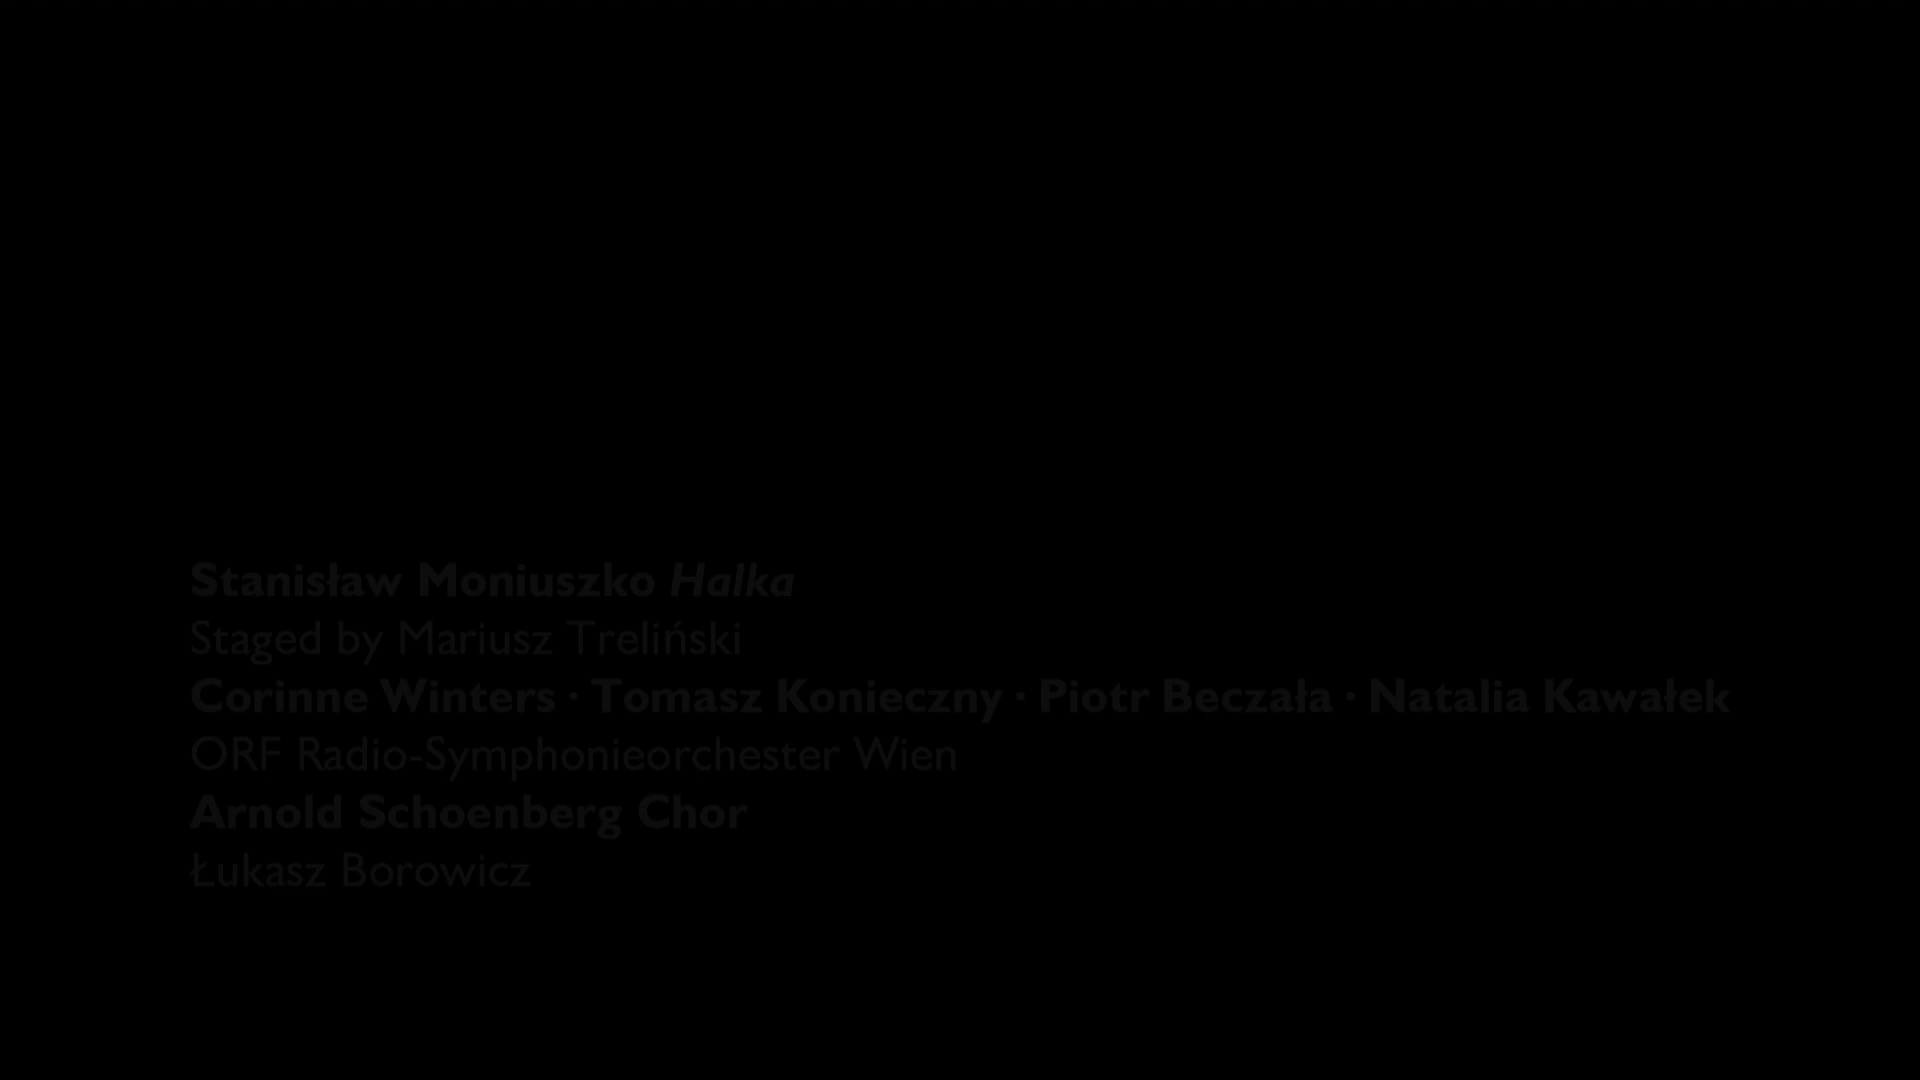 Stanisław Moniuszko Halka
Staged by Mariusz Treliński
Corinne Winters · Tomasz Konieczny · Piotr Beczała · Natalia Kawałek
ORF Radio-Symphonieorchester Wien
Arnold Schoenberg Chor
Łukasz Borowicz